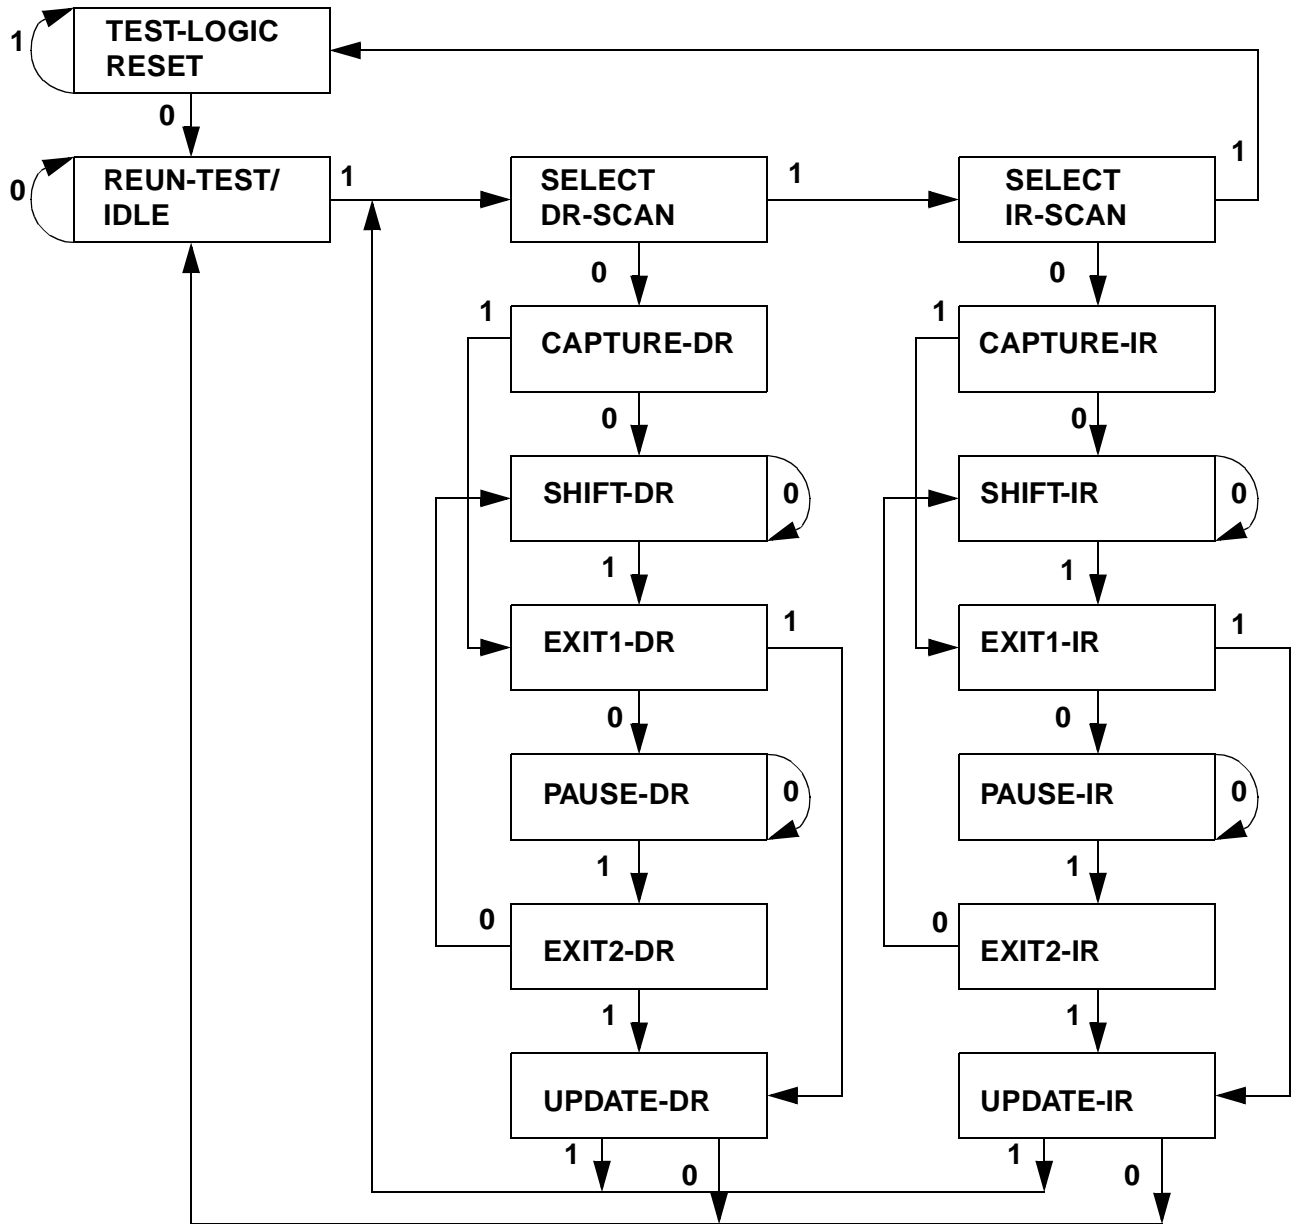 TEST-LOGIC
RESET
1
0
REUN-TEST/
IDLE
0
1
SELECT
DR-SCAN
1
SELECT
IR-SCAN
1
0
0
1
CAPTURE-DR
1
CAPTURE-IR
0
0
SHIFT-DR
0
SHIFT-IR
0
1
1
EXIT1-DR
1
EXIT1-IR
1
0
0
PAUSE-DR
0
PAUSE-IR
0
1
1
0
EXIT2-DR
0
EXIT2-IR
1
1
UPDATE-DR
UPDATE-IR
1
0
1
0